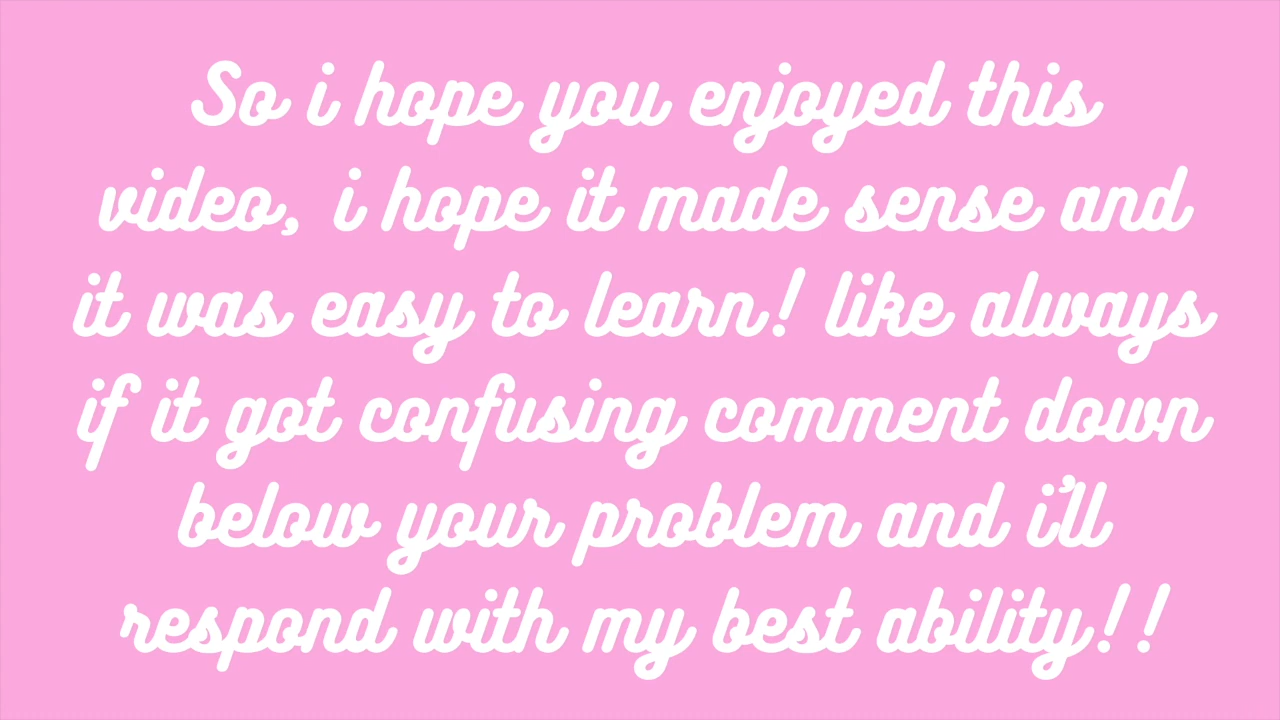 So i hope you enjoyed this
video, i hope it made sense and
it was easy to learn! like always
if it got confusing comment down
below your problem and i'll
respond with my best ability!!